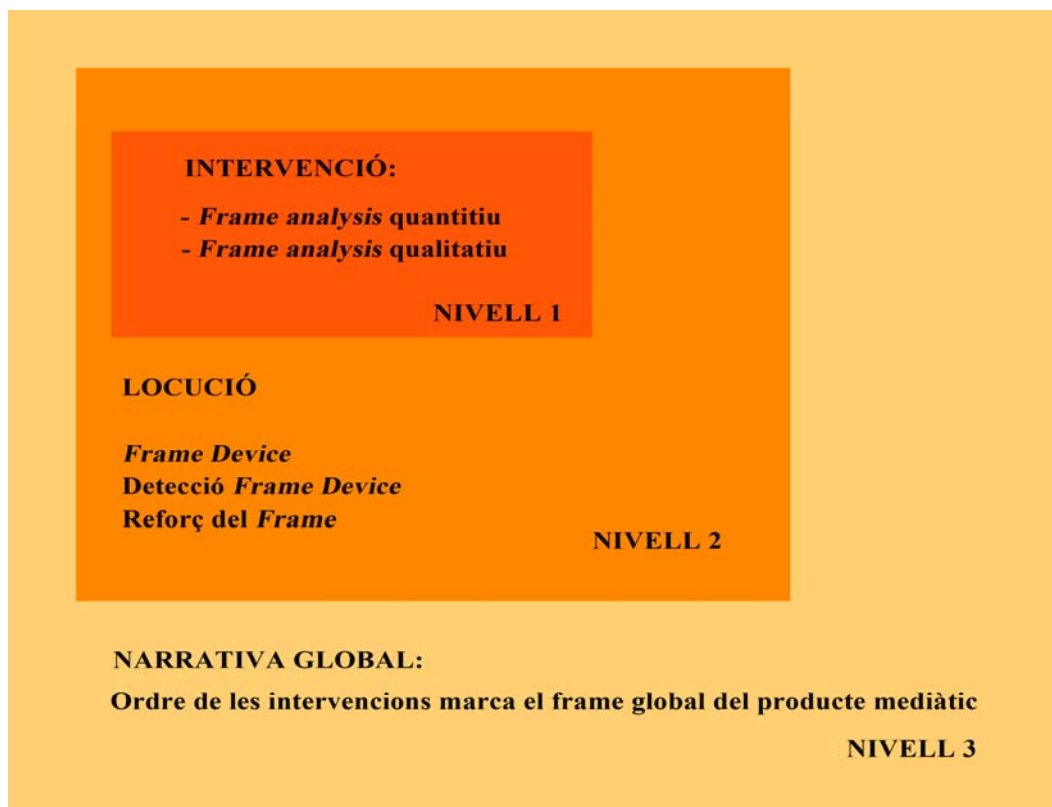 INTERVENCIÓ:
- Frame analysis quantitiu
- Frame analysis qualitatiu
NIVELL 1
LOCUCIÓ
Frame Device
Detecció Frame Device
Reforç del Frame
NIVELL 2
NARRATIVA GLOBAL:
Ordre de les intervencions marca el frame global del producte mediàtic
NIVELL 3